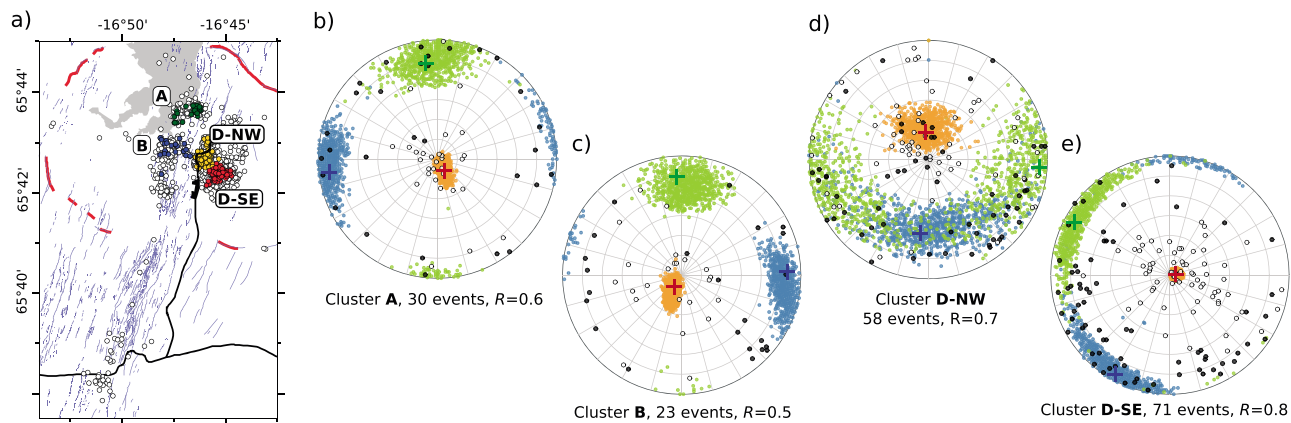 a)
-16°50'
-16°45'
65°44'
65°42'
65°40'
A
B
D-NW
D-SE
b)
Cluster A, 30 events, R=0.6
c)
Cluster B, 23 events, R=0.5
d)
Cluster D-NW
58 events, R=0.7
e)
Cluster D-SE, 71 events, R=0.8